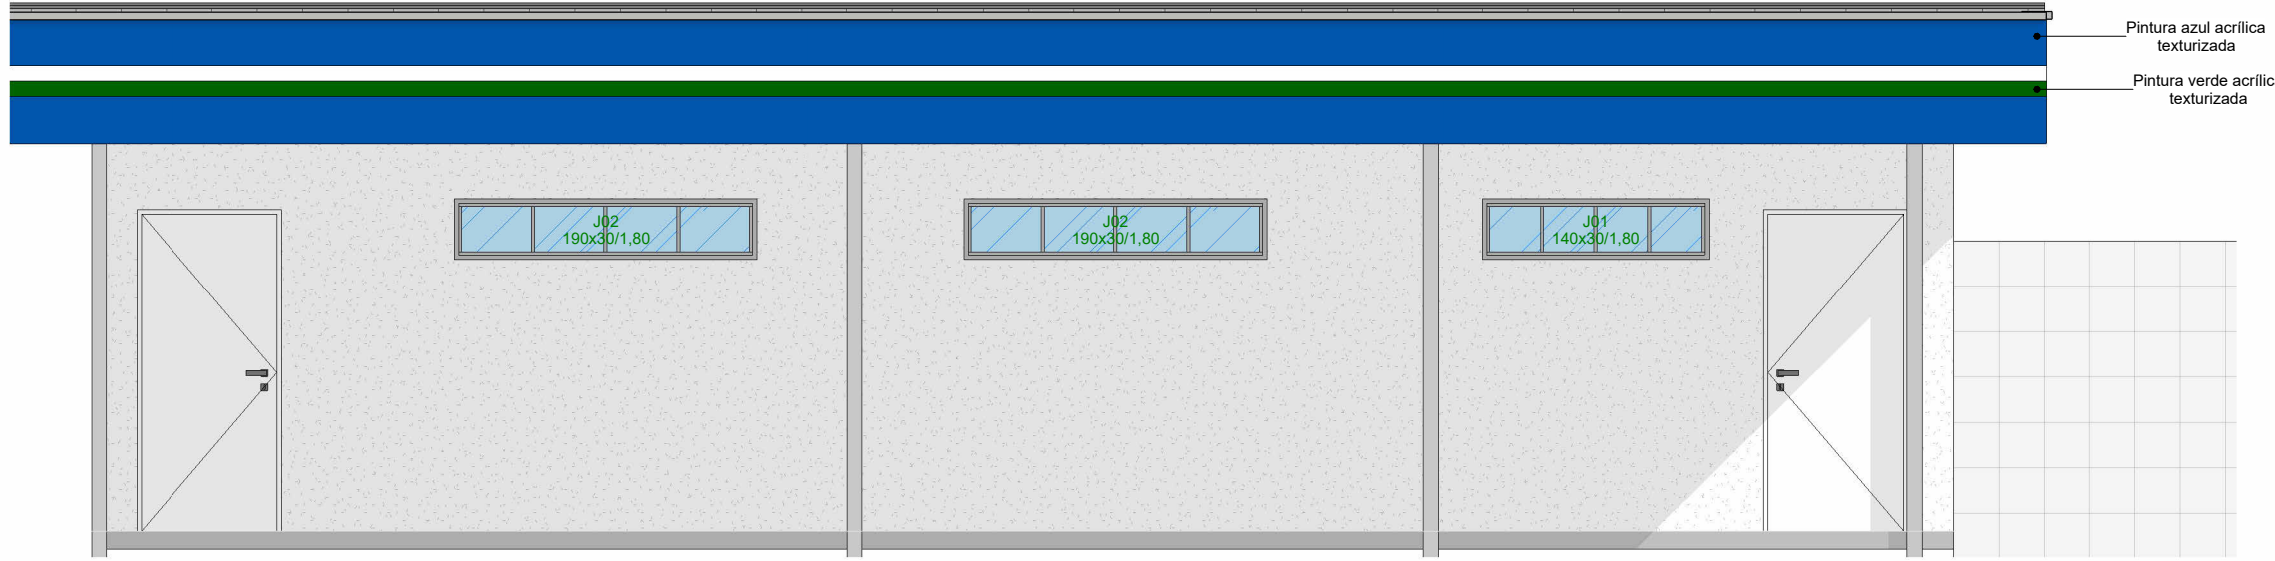 Pintura azul acrílica
texturizada
Pintura verde acrílic
texturizada
J02
190x30/1,80
J02
190x30/1,80
J01
140x30/1,80